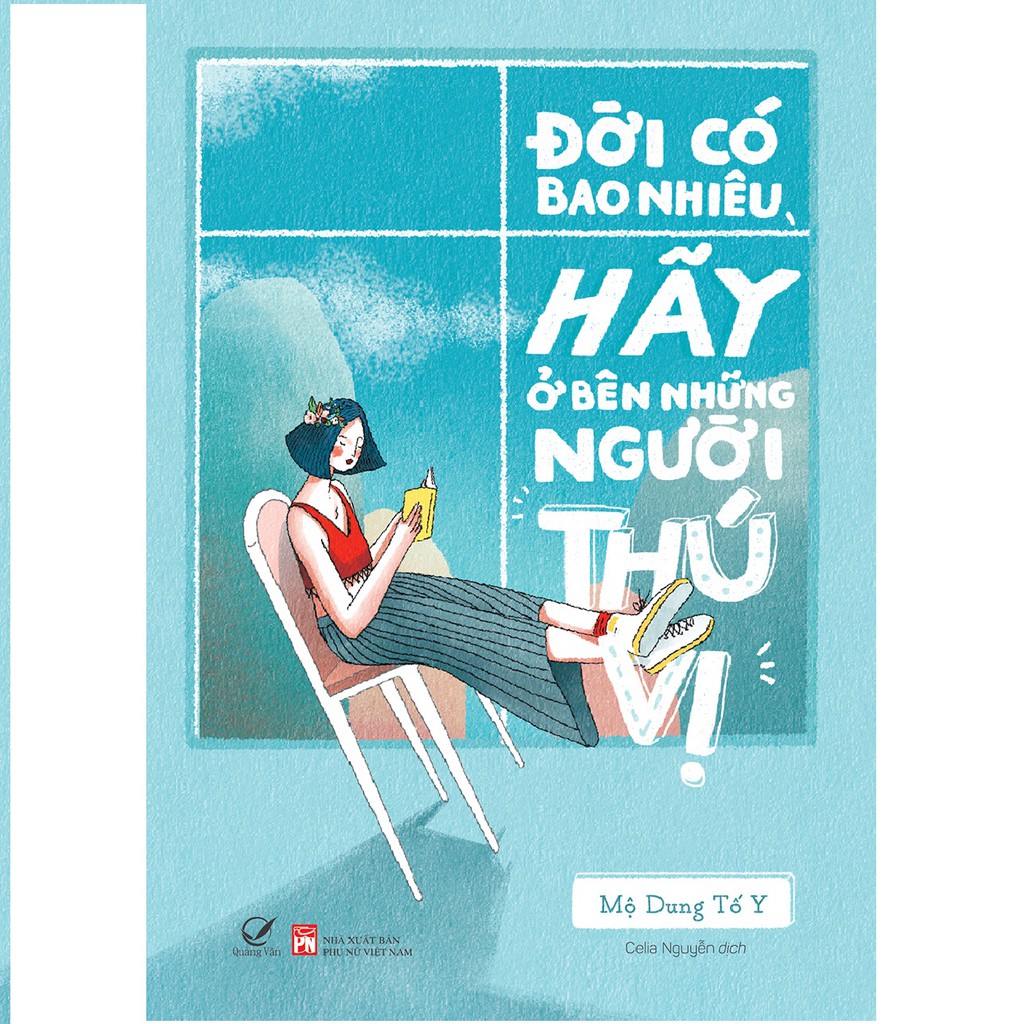 ĐỜI CÓ
BAO NHIÊU,
HÃY
Ở BÊN NHỮNG
NGƯỜI
THÚ
VỊ
Mộ Dung Tố Y
Celia Nguyễn dịch
Quảng Văn
PN
NHÀ XUẤT BẢN
PHỤ NỮ VIỆT NAM